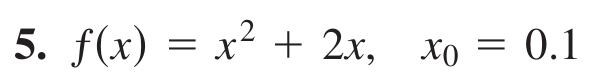 5. f(x) = x² + 2x, x₀ = 0.1